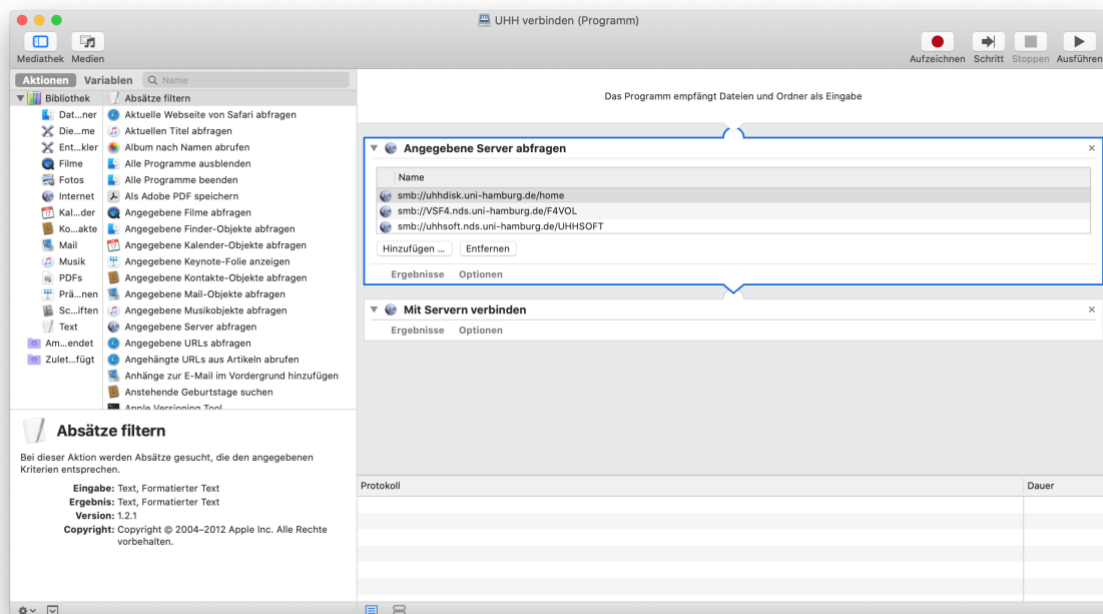 UHH verbinden (Programm)
Mediathek Medien
Aufzeichnen Schritt Stoppen Ausführen
Aktionen Variablen Name
Bibliothek
Dat...ner
Die...me
Ent...kler
Filme
Fotos
Internet
Kal...der
Ko...akte
Mail
Musik
PDFs
Prä...nen
Sc...iften
Text
Am...endet
Zulet...fügt
Absätze filtern
Aktuelle Webseite von Safari abfragen
Aktuellen Titel abfragen
Album nach Namen abrufen
Alle Programme ausblenden
Alle Programme beenden
Als Adobe PDF speichern
Angegebene Filme abfragen
Angegebene Finder-Objekte abfragen
Angegebene Kalender-Objekte abfragen
Angegebene Keynote-Folie anzeigen
Angegebene Kontakte-Objekte abfragen
Angegebene Mail-Objekte abfragen
Angegebene Musikobjekte abfragen
Angegebene Server abfragen
Angegebene URLs abfragen
Angehängte URLs aus Artikeln abrufen
Anhänge zur E-Mail im Vordergrund hinzufügen
Anstehende Geburtstage suchen
Apple Versioning Tool
Absätze filtern
Bei dieser Aktion werden Absätze gesucht, die den angegebenen
Kriterien entsprechen.
Eingabe: Text, Formatierter Text
Ergebnis: Text, Formatierter Text
Version: 1.2.1
Copyright: Copyright © 2004–2012 Apple Inc. Alle Rechte
vorbehalten.
Das Programm empfängt Dateien und Ordner als Eingabe
Angegebene Server abfragen
Name
smb://uhhdisk.uni-hamburg.de/home
smb://VSF4.nds.uni-hamburg.de/F4VOL
smb://uhhsoft.nds.uni-hamburg.de/UHHSOFT
Hinzufügen ... Entfernen
Ergebnisse Optionen
Mit Servern verbinden
Ergebnisse Optionen
Protokoll Dauer